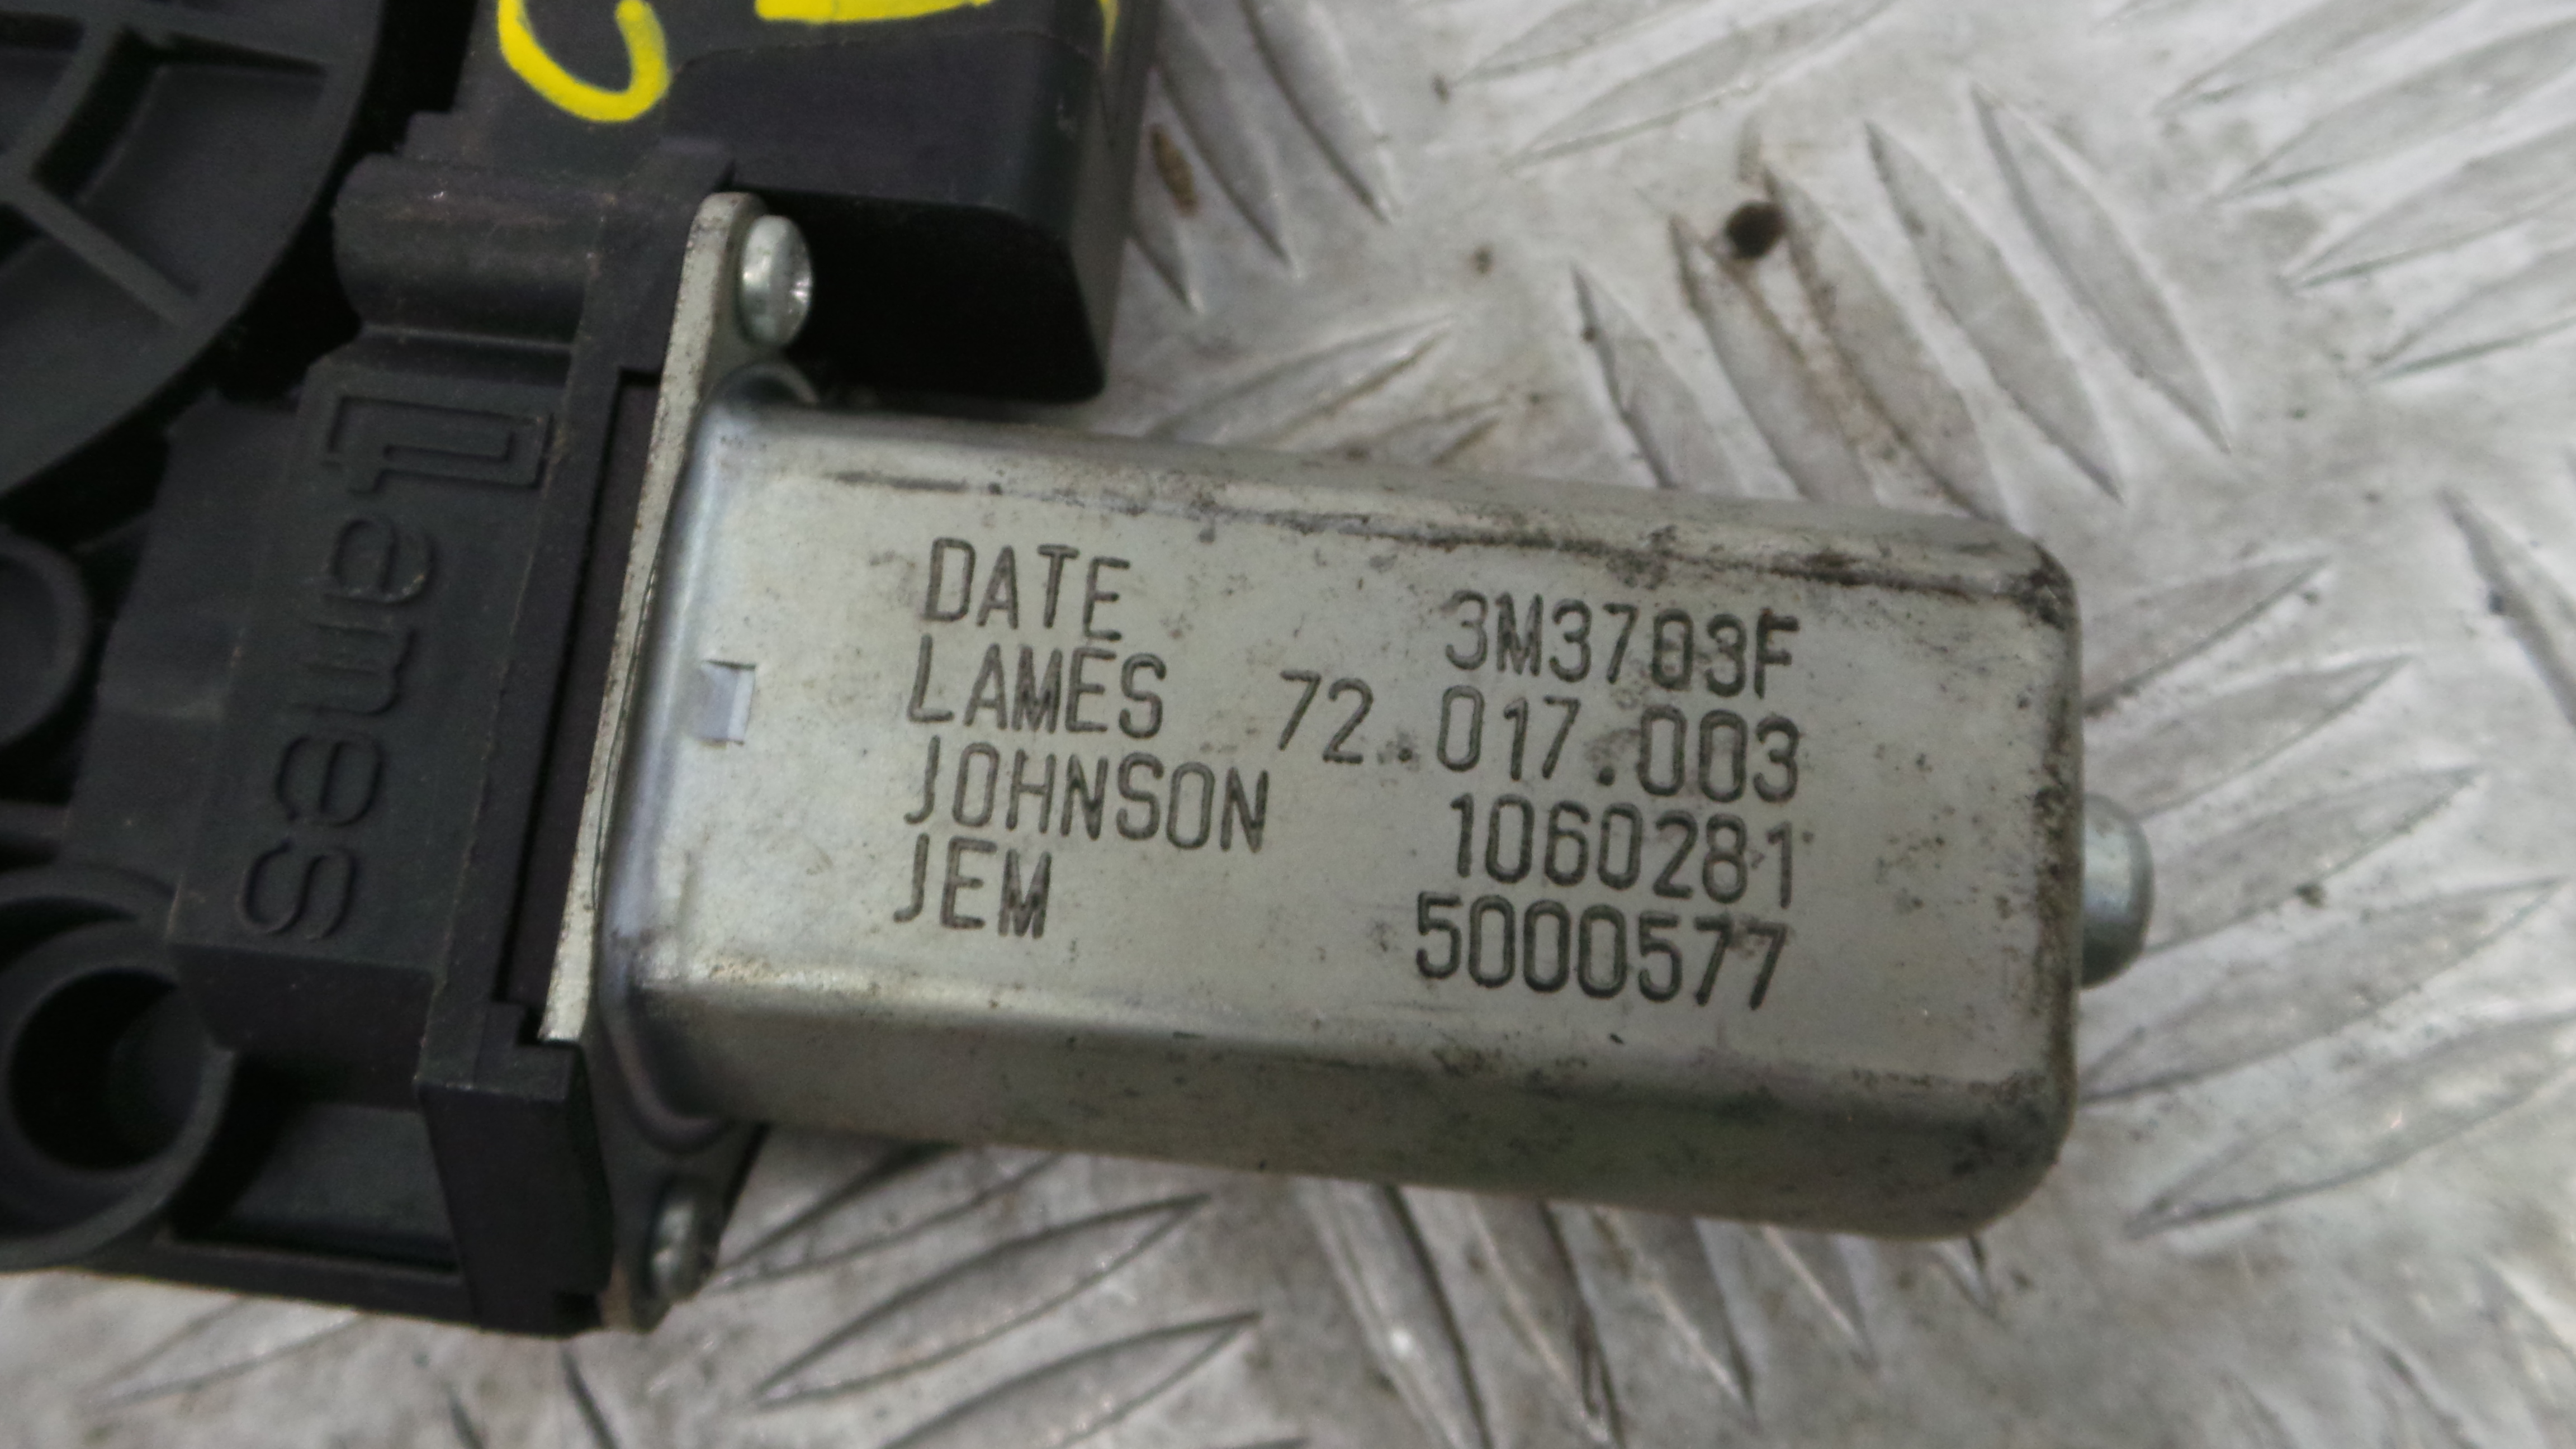 Lames
DATE 3M3703F
LAMES 72.017.003
JOHNSON 1060281
JEM 5000577